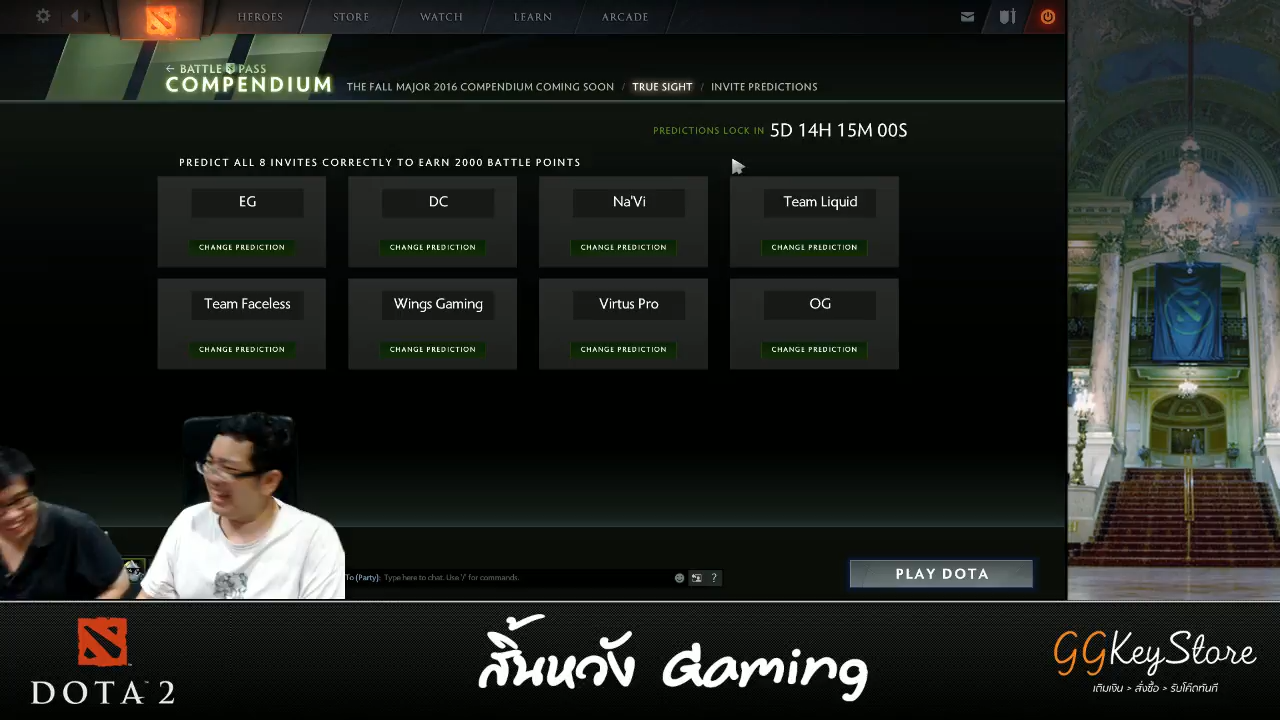 HEROES
STORE
WATCH
LEARN
ARCADE
← BATTLE PASS
COMPENDIUM
THE FALL MAJOR 2016 COMPENDIUM COMING SOON / TRUE SIGHT / INVITE PREDICTIONS
PREDICTIONS LOCK IN 5D 14H 15M 00S
PREDICT ALL 8 INVITES CORRECTLY TO EARN 2000 BATTLE POINTS
EG
CHANGE PREDICTION
DC
CHANGE PREDICTION
Na'Vi
CHANGE PREDICTION
Team Liquid
CHANGE PREDICTION
Team Faceless
CHANGE PREDICTION
Wings Gaming
CHANGE PREDICTION
Virtus Pro
CHANGE PREDICTION
OG
CHANGE PREDICTION
To (Party): Type here to chat. Use '/' for commands.
?
PLAY DOTA
DOTA 2
สิ้นหวัง Gaming
GGKeyStore
เติมเงิน > สั่งซื้อ > รับโค๊ดทันที